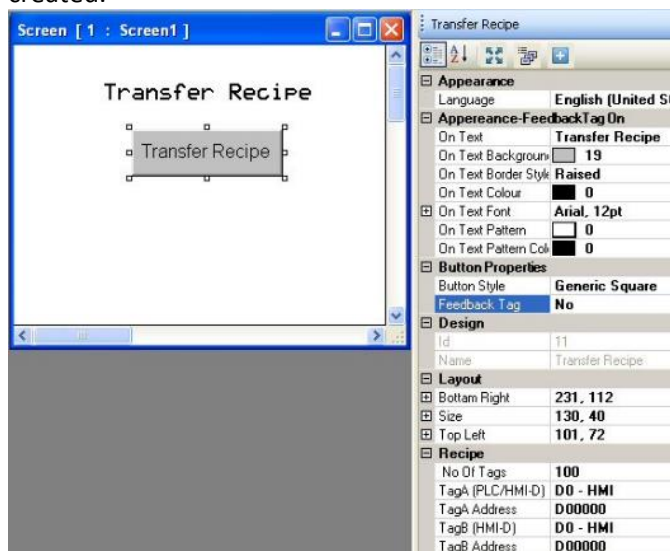 created:
Screen [ 1 : Screen1 ]
Transfer Recipe
Transfer Recipe
Transfer Recipe
Appearance
Language English (United S
Appereance-FeedbackTag On
On Text Transfer Recipe
On Text Backgroun 19
On Text Border Style Raised
On Text Colour 0
On Text Font Arial, 12pt
On Text Pattern 0
On Text Pattern Col 0
Button Properties
Button Style Generic Square
Feedback Tag No
Design
Id 11
Name Transfer Recipe
Layout
Bottam Right 231, 112
Size 130, 40
Top Left 101, 72
Recipe
No Of Tags 100
TagA (PLC/HMI-D) D0 - HMI
TagA Address D00000
TagB (HMI-D) D0 - HMI
TagB Address D00000